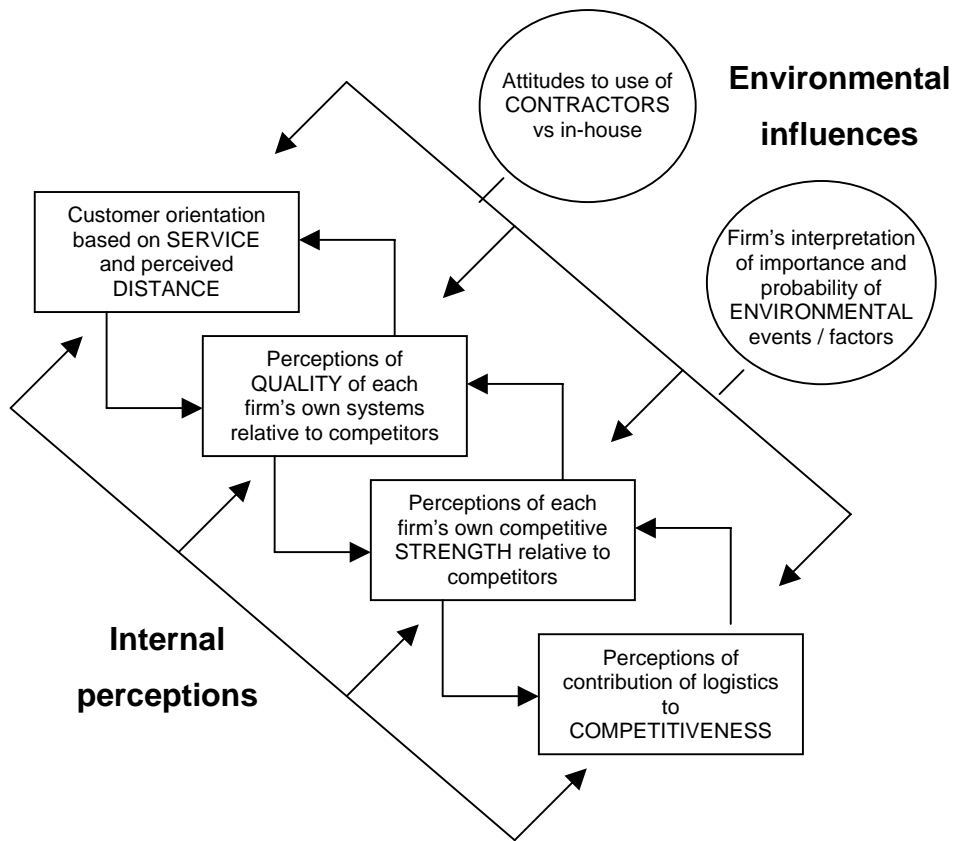 Attitudes to use of
CONTRACTORS
vs in-house
Environmental
influences
Customer orientation
based on SERVICE
and perceived
DISTANCE
Firm's interpretation
of importance and
probability of
ENVIRONMENTAL
events / factors
Perceptions of
QUALITY of each
firm's own systems
relative to competitors
Perceptions of each
firm's own competitive
STRENGTH relative to
competitors
Internal
perceptions
Perceptions of
contribution of logistics
to
COMPETITIVENESS